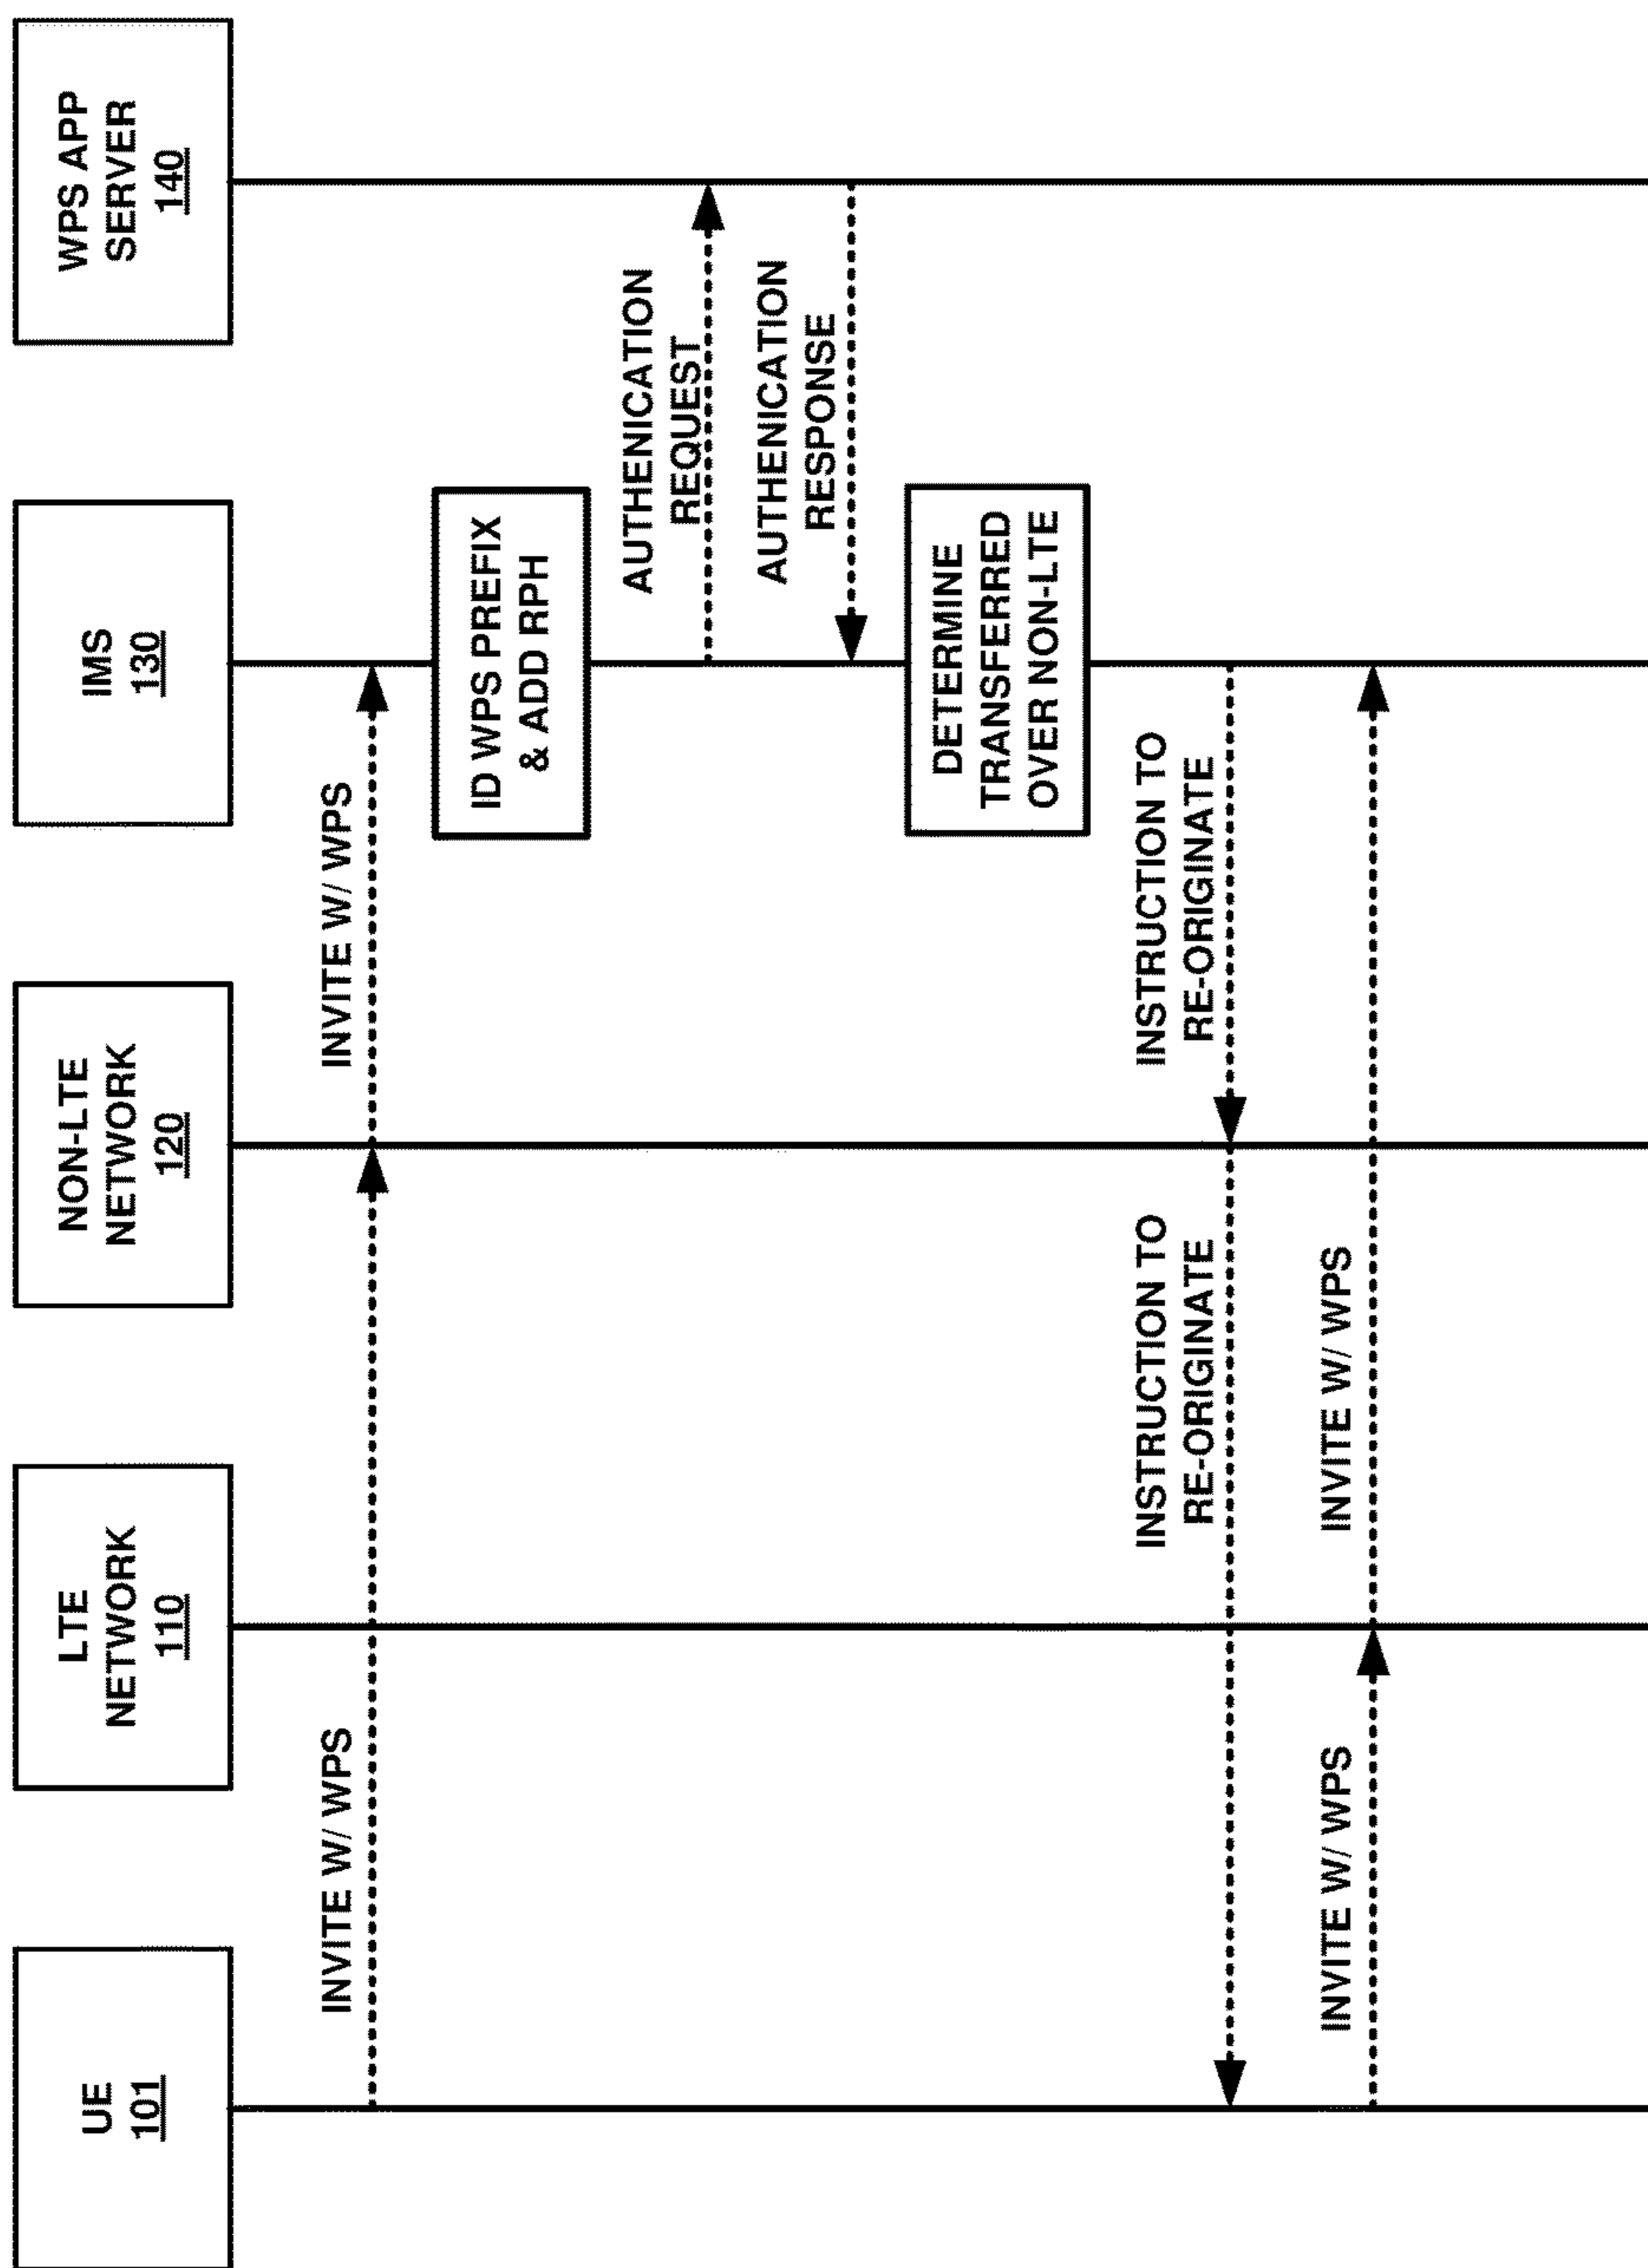 UE
101
LTE
NETWORK
110
NON-LTE
NETWORK
120
IMS
130
WPS APP
SERVER
140
INVITE W/ WPS
INVITE W/ WPS
ID WPS PREFIX
& ADD RPH
AUTHENICATION
REQUEST
AUTHENICATION
RESPONSE
DETERMINE
TRANSFERRED
OVER NON-LTE
INSTRUCTION TO
RE-ORIGINATE
INSTRUCTION TO
RE-ORIGINATE
INVITE W/ WPS
INVITE W/ WPS